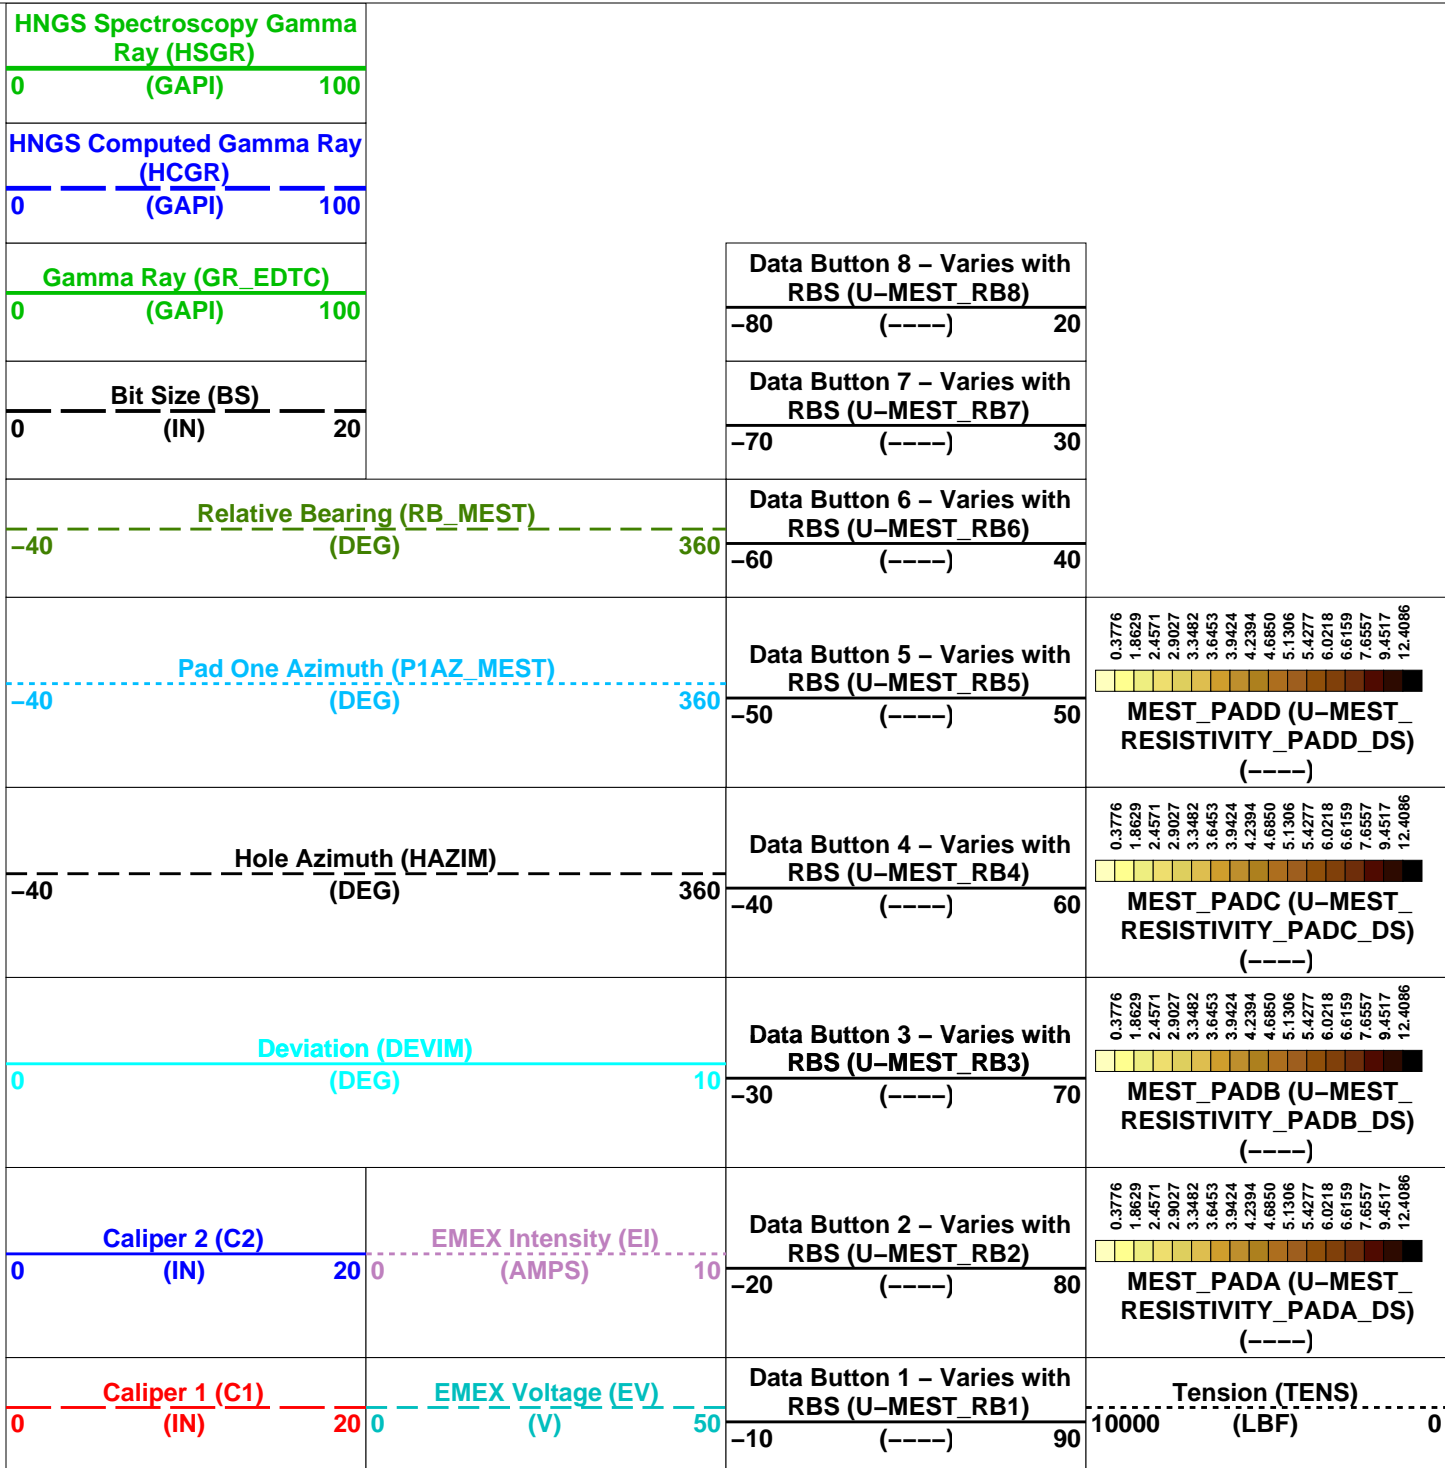 HNGS Spectroscopy Gamma
Ray (HSGR)
0 (GAPI) 100
HNGS Computed Gamma Ray
(HCGR)
0 (GAPI) 100
Gamma Ray (GR_EDTC)
0 (GAPI) 100
Data Button 8 – Varies with
RBS (U–MEST_RB8)
–80 (––––) 20
Bit Size (BS)
0 (IN) 20
Data Button 7 – Varies with
RBS (U–MEST_RB7)
–70 (––––) 30
Relative Bearing (RB_MEST)
–40 (DEG) 360
Data Button 6 – Varies with
RBS (U–MEST_RB6)
–60 (––––) 40
Pad One Azimuth (P1AZ_MEST)
–40 (DEG) 360
Data Button 5 – Varies with
RBS (U–MEST_RB5)
–50 (––––) 50
0.3776 1.8629 2.4571 2.9027 3.3482 3.6453 3.9424 4.2394 4.6850 5.1306 5.4277 6.0218 6.6159 7.6557 9.4517 12.4086
MEST_PADD (U–MEST_
RESISTIVITY_PADD_DS)
(––––)
Hole Azimuth (HAZIM)
–40 (DEG) 360
Data Button 4 – Varies with
RBS (U–MEST_RB4)
–40 (––––) 60
0.3776 1.8629 2.4571 2.9027 3.3482 3.6453 3.9424 4.2394 4.6850 5.1306 5.4277 6.0218 6.6159 7.6557 9.4517 12.4086
MEST_PADC (U–MEST_
RESISTIVITY_PADC_DS)
(––––)
Deviation (DEVIM)
0 (DEG) 10
Data Button 3 – Varies with
RBS (U–MEST_RB3)
–30 (––––) 70
0.3776 1.8629 2.4571 2.9027 3.3482 3.6453 3.9424 4.2394 4.6850 5.1306 5.4277 6.0218 6.6159 7.6557 9.4517 12.4086
MEST_PADB (U–MEST_
RESISTIVITY_PADB_DS)
(––––)
Caliper 2 (C2)
0 (IN) 20
EMEX Intensity (EI)
0 (AMPS) 10
Data Button 2 – Varies with
RBS (U–MEST_RB2)
–20 (––––) 80
0.3776 1.8629 2.4571 2.9027 3.3482 3.6453 3.9424 4.2394 4.6850 5.1306 5.4277 6.0218 6.6159 7.6557 9.4517 12.4086
MEST_PADA (U–MEST_
RESISTIVITY_PADA_DS)
(––––)
Caliper 1 (C1)
0 (IN) 20
EMEX Voltage (EV)
0 (V) 50
Data Button 1 – Varies with
RBS (U–MEST_RB1)
–10 (––––) 90
Tension (TENS)
10000 (LBF) 0